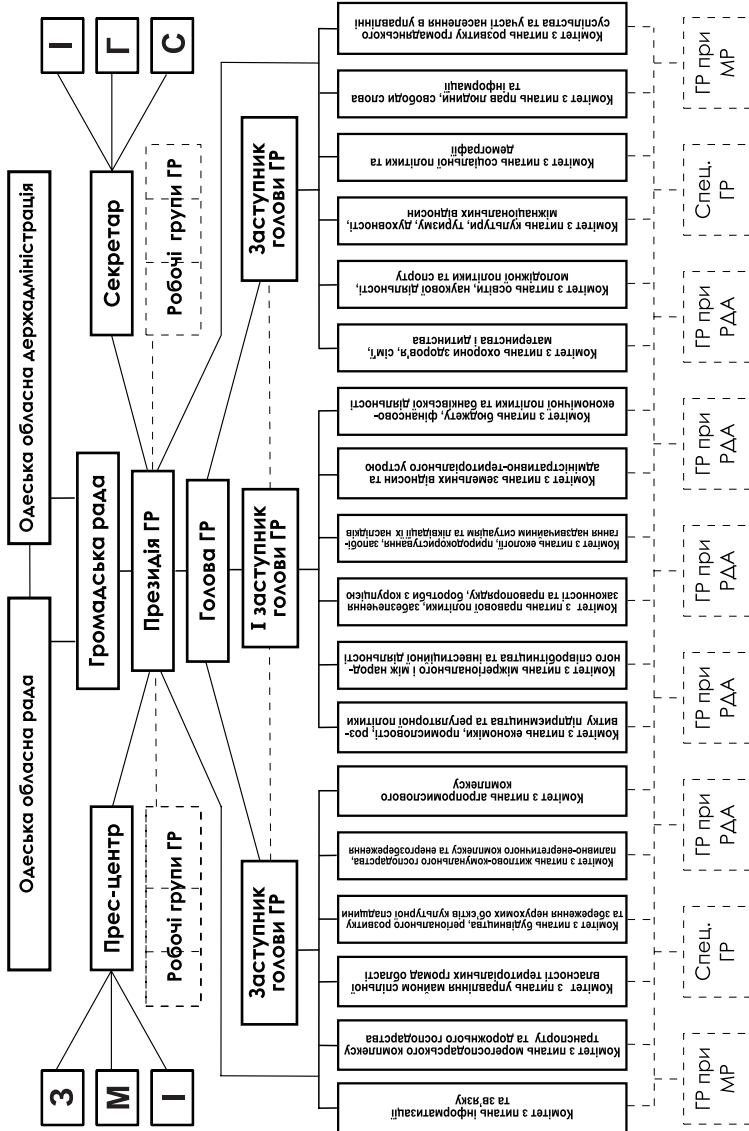 Одеська обласна рада
Одеська обласна держадміністрація
З
М
І
Прес-центр
Громадська рада
Секретар
І
Г
С
Робочі групи ГР
Президія ГР
Робочі групи ГР
Голова ГР
Заступник
голови ГР
І заступник
голови ГР
Заступник
голови ГР
Комітет з питань інформатизації
та зв'язку
Комітет з питань морегосподарського комплексу
транспорту та дорожнього господарства
Комітет з питань управління майном спільної
власності територіальних громад області
Комітет з питань будівництва, регіонального розвитку
та збереження нерухомих об'єктів культурної спадщини
Комітет з питань житлово-комунального господарства,
паливно-енергетичного комплексу та енергозбереження
Комітет з питань агропромислового
комплексу
Комітет з питань економіки, промисловості, роз-
витку підприємництва та регуляторної політики
Комітет з питань міжрегіонального і між народ-
ного співробітництва та інвестиційної діяльності
Комітет з питань правової політики, забезпечення
законності та правопорядку, боротьби з корупцією
Комітет з питань екології, природокористування, запобі-
гання надзвичайним ситуаціям та ліквідації їх наслідків
Комітет з питань земельних відносин та
адміністративно-територіального устрою
Комітет з питань бюджету, фінансово-
економічної політики та банківської діяльності
Комітет з питань охорони здоров'я, сім'ї,
материнства і дитинства
Комітет з питань освіти, наукової діяльності,
молодіжної політики та спорту
Комітет з питань культури, туризму, духовності,
міжнаціональних відносин
Комітет з питань соціальної політики та
демографії
Комітет з питань прав людини, свободи слова
та інформації
Комітет з питань розвитку громадянського
суспільства та участі населення в управлінні
ГР при
МР
Спец.
ГР
ГР при
РДА
ГР при
РДА
ГР при
РДА
ГР при
РДА
ГР при
РДА
Спец.
ГР
ГР при
МР